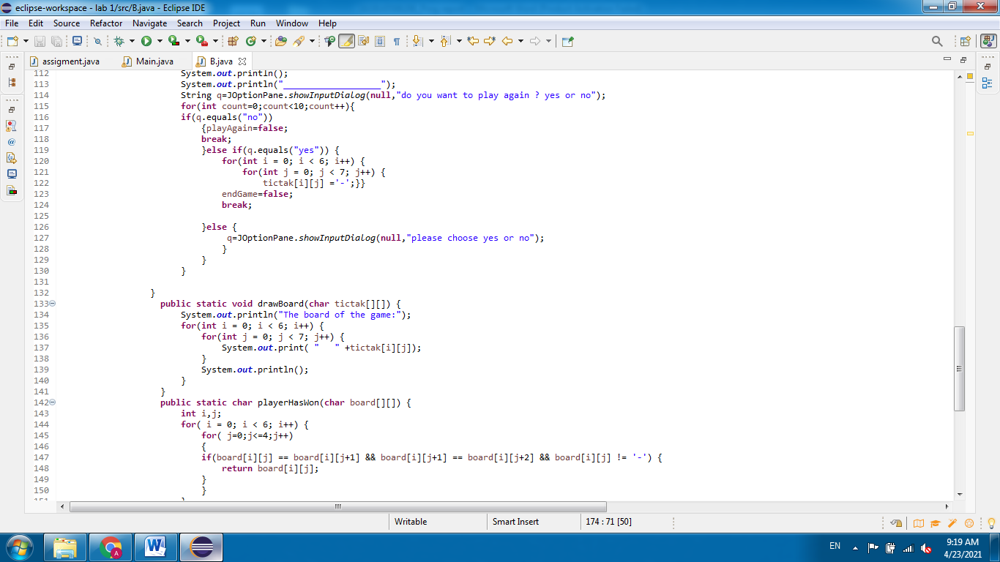 eclipse-workspace - lab 1/src/B.java - Eclipse IDE
File Edit Source Refactor Navigate Search Project Run Window Help
assigment.java Main.java B.java
112 System.out.println();
113 System.out.println("___________________");
114 String q=JOptionPane.showInputDialog(null,"do you want to play again ? yes or no");
115 for(int count=0;count<10;count++){
116 if(q.equals("no"))
117 {playAgain=false;
118 break;
119 }else if(q.equals("yes")) {
120 for(int i = 0; i < 6; i++) {
121 for(int j = 0; j < 7; j++) {
122 tictak[i][j] ='-';}}
123 endGame=false;
124 break;
125
126 }else {
127 q=JOptionPane.showInputDialog(null,"please choose yes or no");
128 }
129 }
130 }
131
132 }
133 public static void drawBoard(char tictak[][]) {
134 System.out.println("The board of the game:");
135 for(int i = 0; i < 6; i++) {
136 for(int j = 0; j < 7; j++) {
137 System.out.print( "   " +tictak[i][j]);
138 }
139 System.out.println();
140 }
141 }
142 public static char playerHasWon(char board[][]) {
143 int i,j;
144 for( i = 0; i < 6; i++) {
145 for( j=0;j<=4;j++)
146 {
147 if(board[i][j] == board[i][j+1] && board[i][j+1] == board[i][j+2] && board[i][j] != '-') {
148 return board[i][j];
149 }
150 }
151 }
Writable Smart Insert 174 : 71 [50]
EN 9:19 AM
4/23/2021